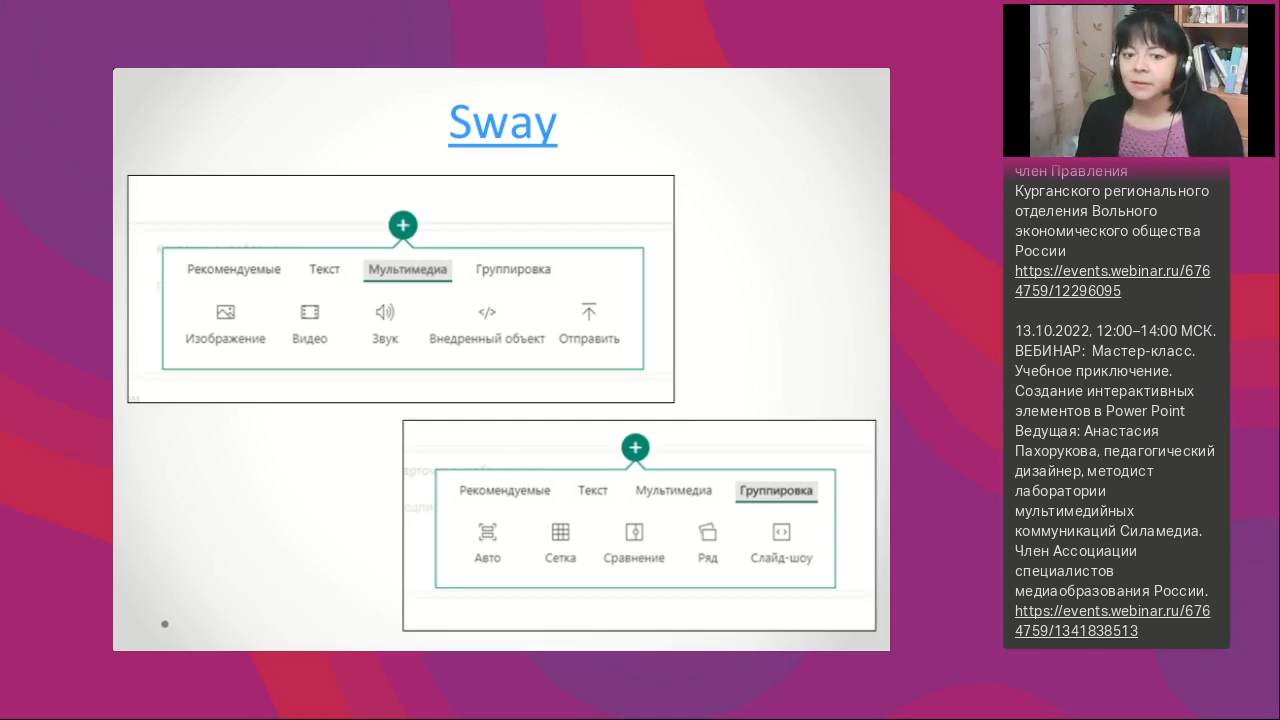 Sway
Рекомендуемые Текст Мультимедиа Группировка
Изображение Видео Звук Внедренный объект Отправить
Рекомендуемые Текст Мультимедиа Группировка
Авто Сетка Сравнение Ряд Слайд-шоу
член Правления
Курганского регионального
отделения Вольного
экономического общества
России
https://events.webinar.ru/676
4759/12296095
13.10.2022, 12:00–14:00 МСК.
ВЕБИНАР: Мастер-класс.
Учебное приключение.
Создание интерактивных
элементов в Power Point
Ведущая: Анастасия
Пахорукова, педагогический
дизайнер, методист
лаборатории
мультимедийных
коммуникаций Силамедиа.
Член Ассоциации
специалистов
медиаобразования России.
https://events.webinar.ru/676
4759/1341838513